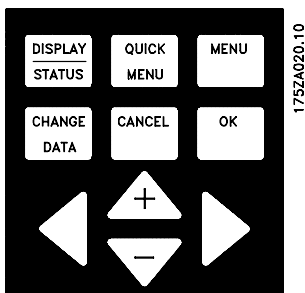 DISPLAY
STATUS
QUICK
MENU
MENU
CHANGE
DATA
CANCEL
OK
+
−
175ZA020.10